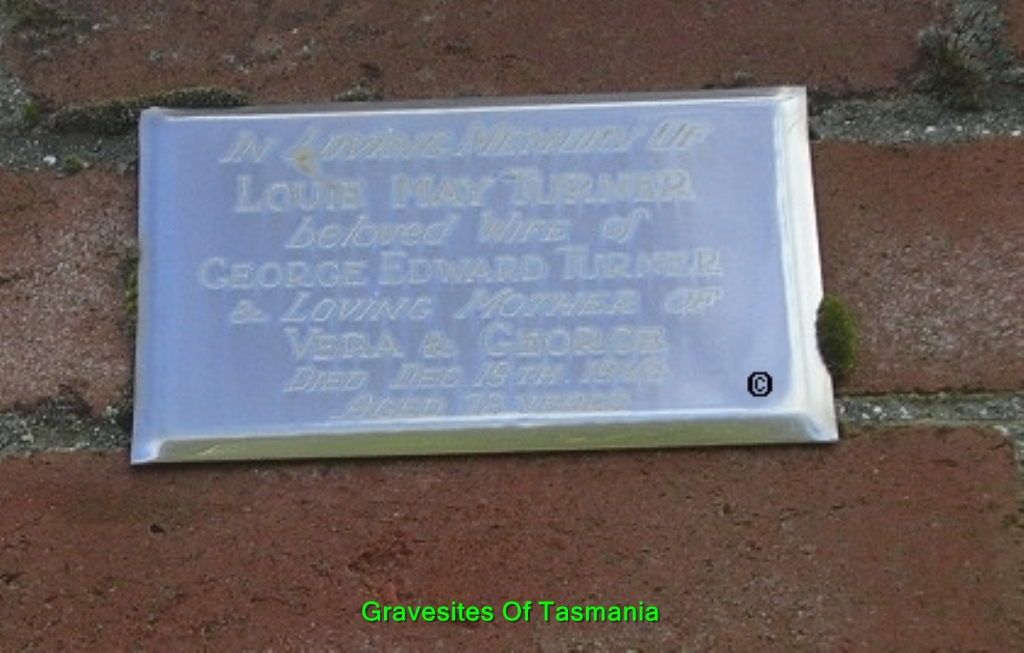 In Loving Memory Of
Louie May Turner
beloved Wife of
George Edward Turner
& Loving Mother of
Vera & George
Died Dec 19th.
Aged years
©
Gravesites Of Tasmania